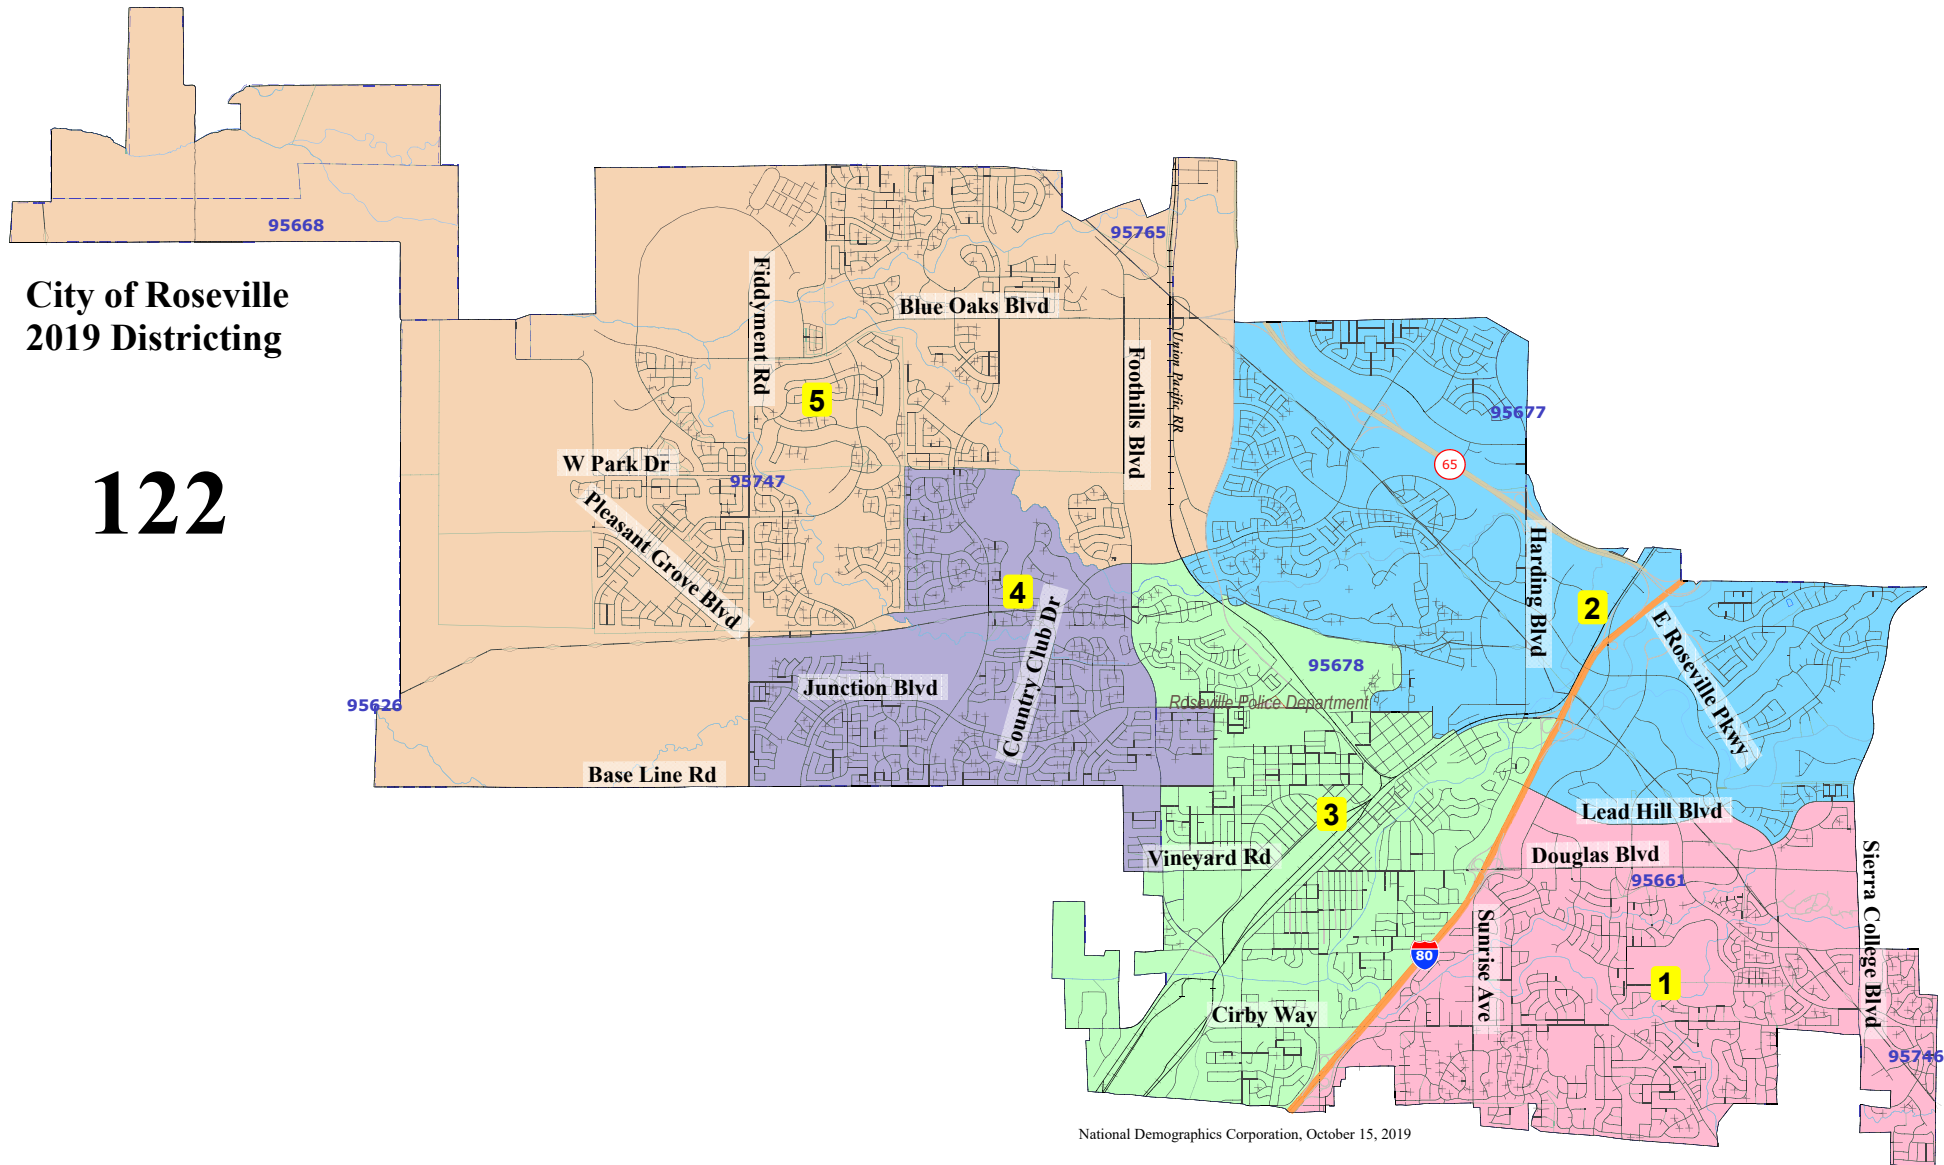 95668
95765
City of Roseville
2019 Districting
Fiddyment Rd
Blue Oaks Blvd
Foothills Blvd
Union Pacific RR
5
95677
65
122
W Park Dr
95747
Pleasant Grove Blvd
4
Country Club Dr
Harding Blvd
2
E Roseville Pkwy
95678
Junction Blvd
Roseville Police Department
95626
Base Line Rd
3
Lead Hill Blvd
Vineyard Rd
Douglas Blvd
95661
Sierra College Blvd
Sunrise Ave
80
1
Cirby Way
95746
National Demographics Corporation, October 15, 2019